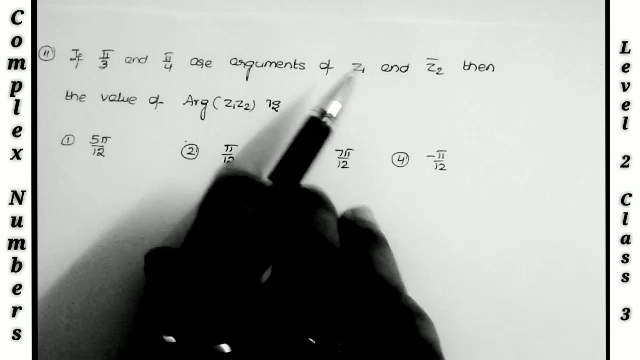 Complex Numbers
(11) If π/3 and π/4 are arguments of z₁ and z̄₂ then
the value of Arg(z₁z₂) is
① 5π/12 ② π/12 7π/12 ④ -π/12
Level 2 Class 3